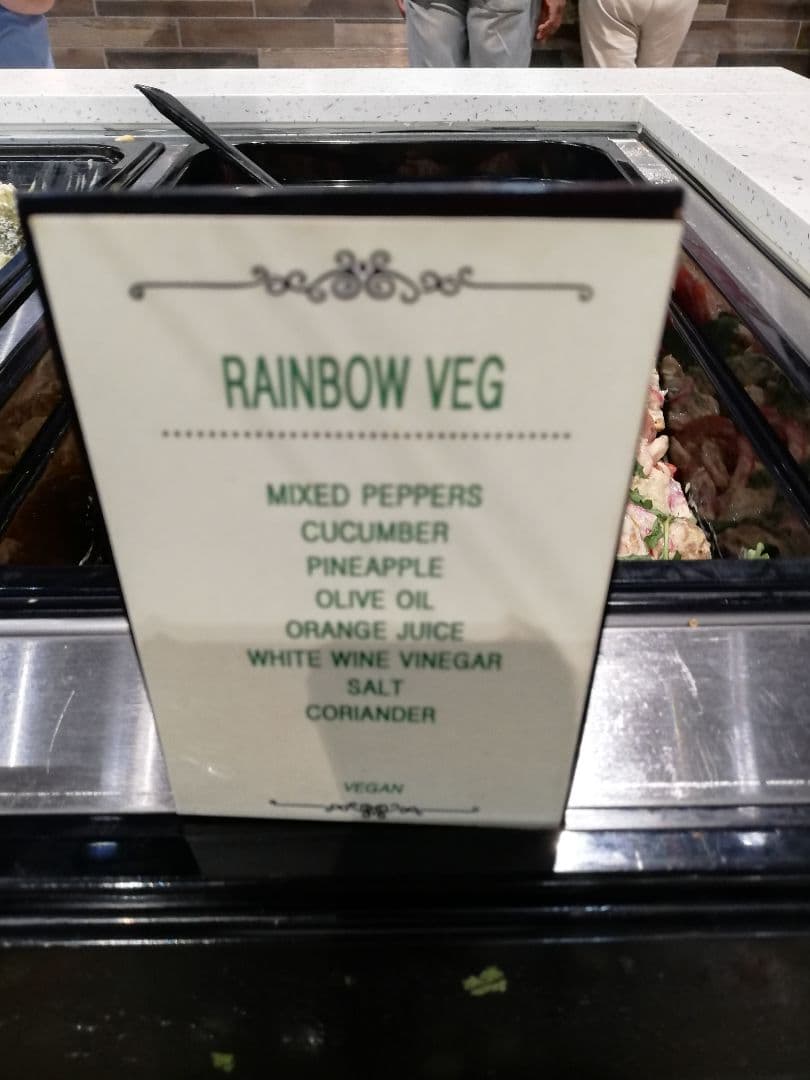 RAINBOW VEG
MIXED PEPPERS
CUCUMBER
PINEAPPLE
OLIVE OIL
ORANGE JUICE
WHITE WINE VINEGAR
SALT
CORIANDER
VEGAN